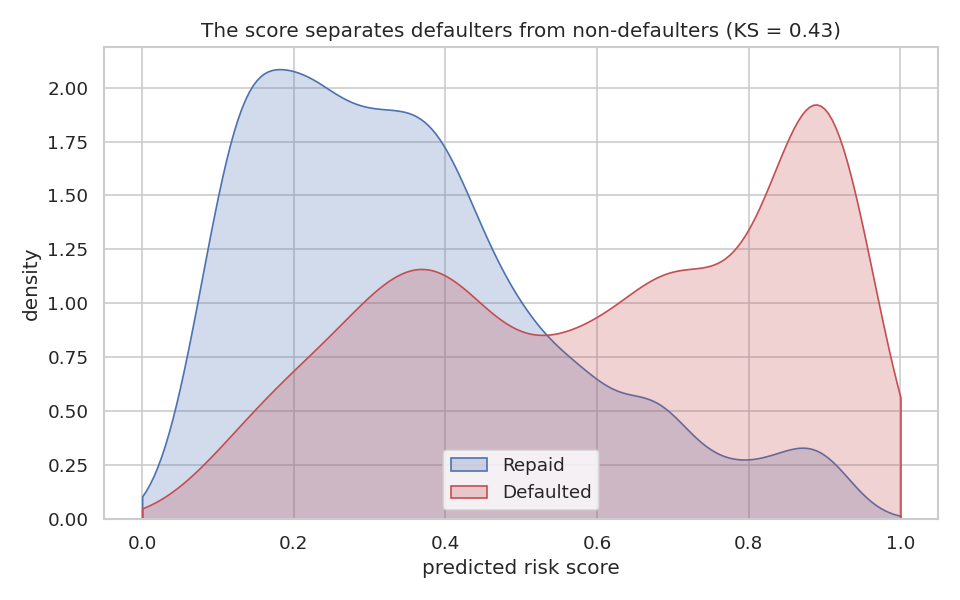 The score separates defaulters from non-defaulters (KS = 0.43)
density
2.00
1.75
1.50
1.25
1.00
0.75
0.50
0.25
0.00
Repaid
Defaulted
0.0 0.2 0.4 0.6 0.8 1.0
predicted risk score